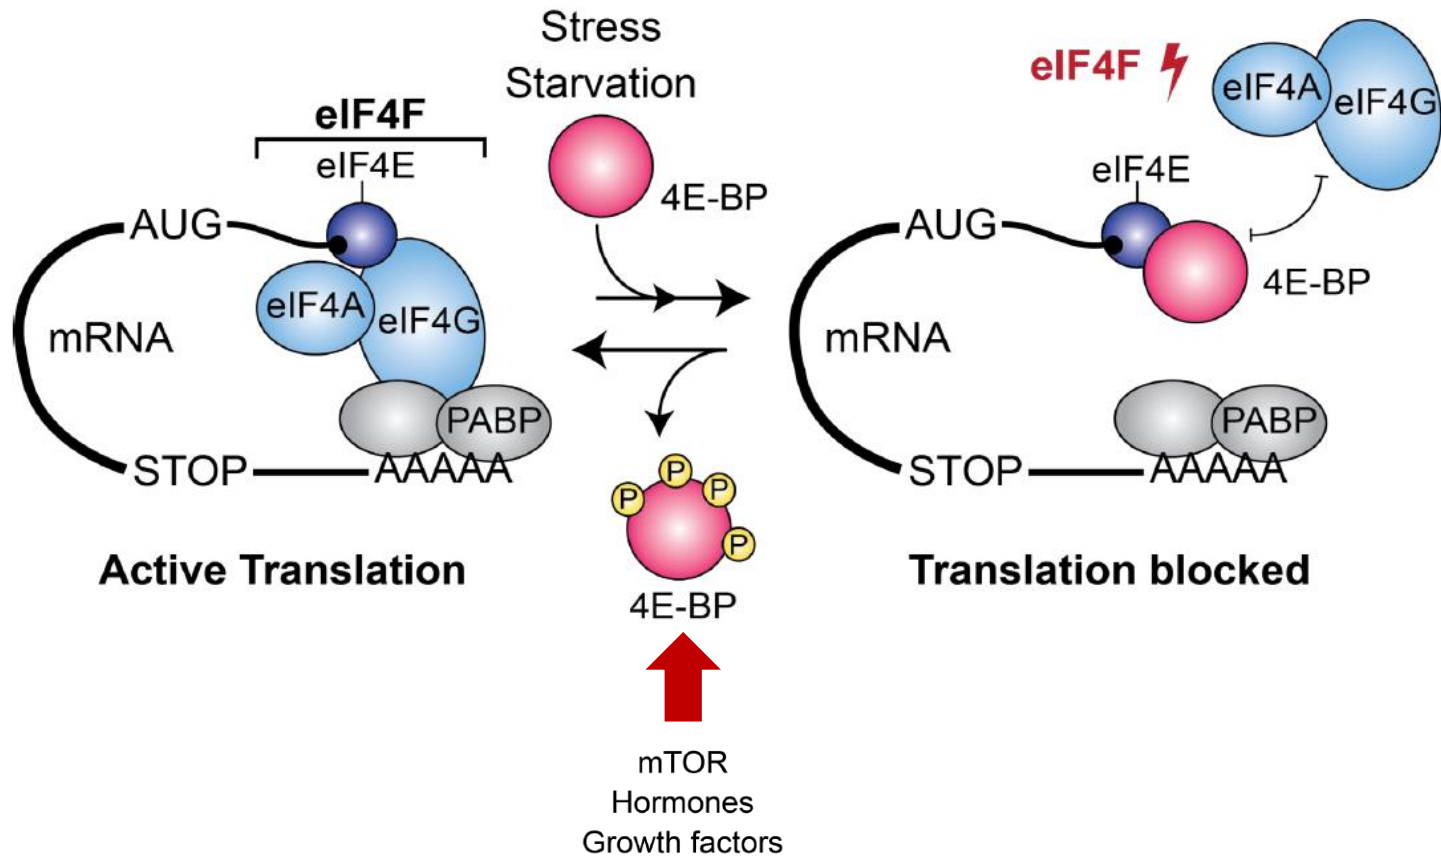 Stress
Starvation
4E-BP
eIF4F
eIF4E
AUG
eIF4A
eIF4G
mRNA
PABP
STOP
AAAAA
Active Translation
P
P
P
P
4E-BP
mTOR
Hormones
Growth factors
eIF4F
eIF4A
eIF4G
eIF4E
AUG
4E-BP
mRNA
PABP
STOP
AAAAA
Translation blocked